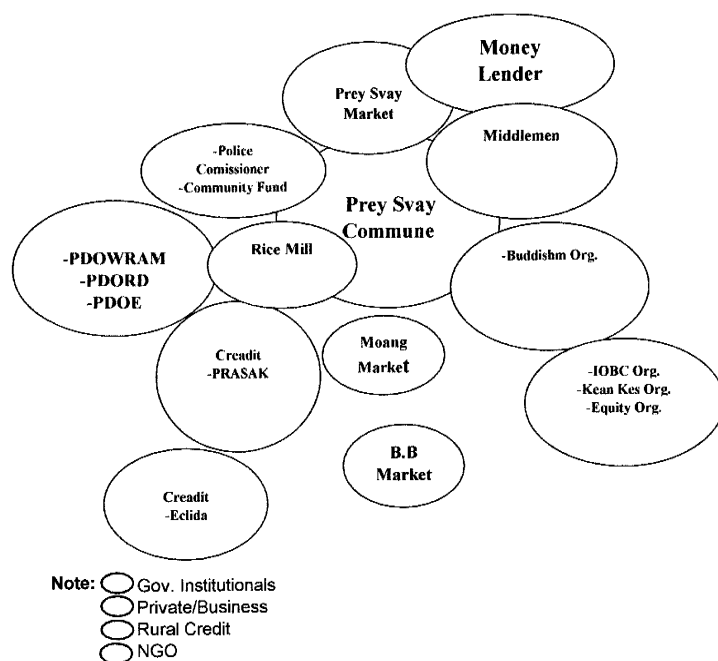 Money
Lender
Prey Svay
Market
Middlemen
-Police
Comissioner
-Community Fund
Prey Svay
Commune
Rice Mill
-Buddishm Org.
-PDOWRAM
-PDORD
-PDOE
Moang
Market
Creadit
-PRASAK
-IOBC Org.
-Kean Kes Org.
-Equity Org.
B.B
Market
Creadit
-Eclida
Note:
Gov. Institutionals
Private/Business
Rural Credit
NGO